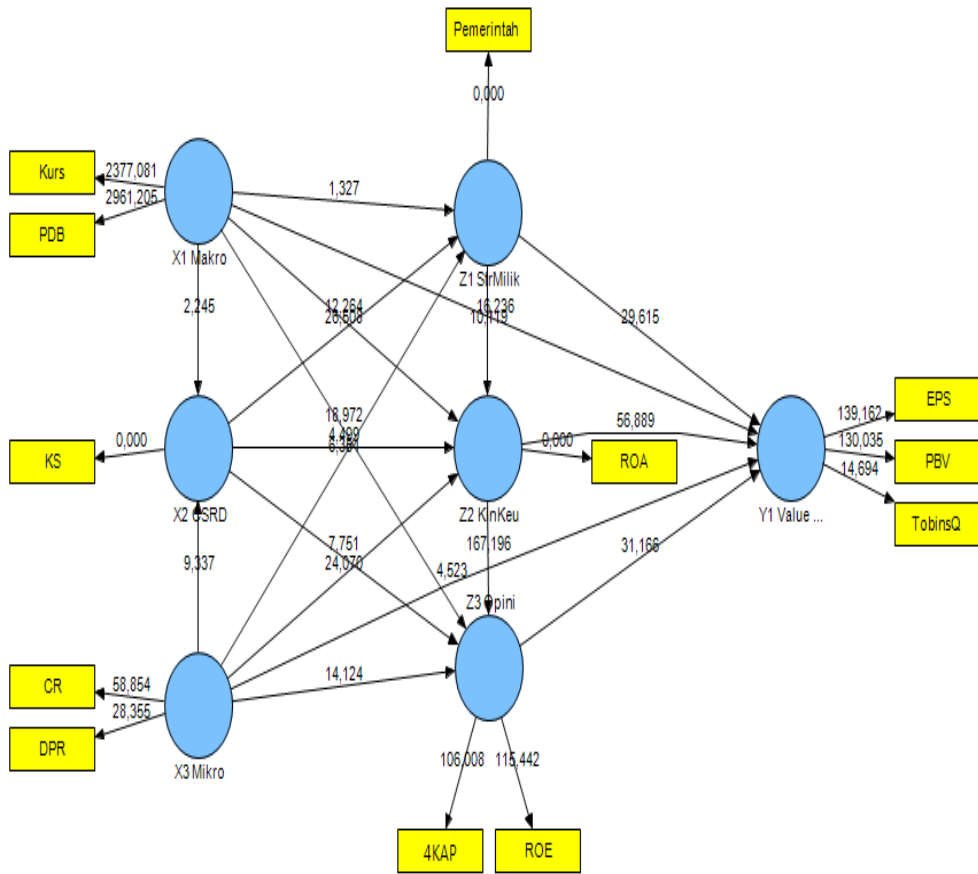 Pemerintah
0,000
Kurs
2377,081
2961,205
PDB
1,327
X1 Makro
Z1 StrMilik
2,245
12,264
26,508
16,236
10,119
29,615
EPS
139,162
18,972
56,889
130,035
PBV
KS
0,000
0,000
ROA
14,694
TobinsQ
X2 CSRD
Z2 KinKeu
Y1 Value ...
7,751
167,196
31,166
9,337
24,070
4,523
Z3 Opini
CR
58,854
14,124
28,355
DPR
X3 Mikro
106,008
115,442
4KAP
ROE